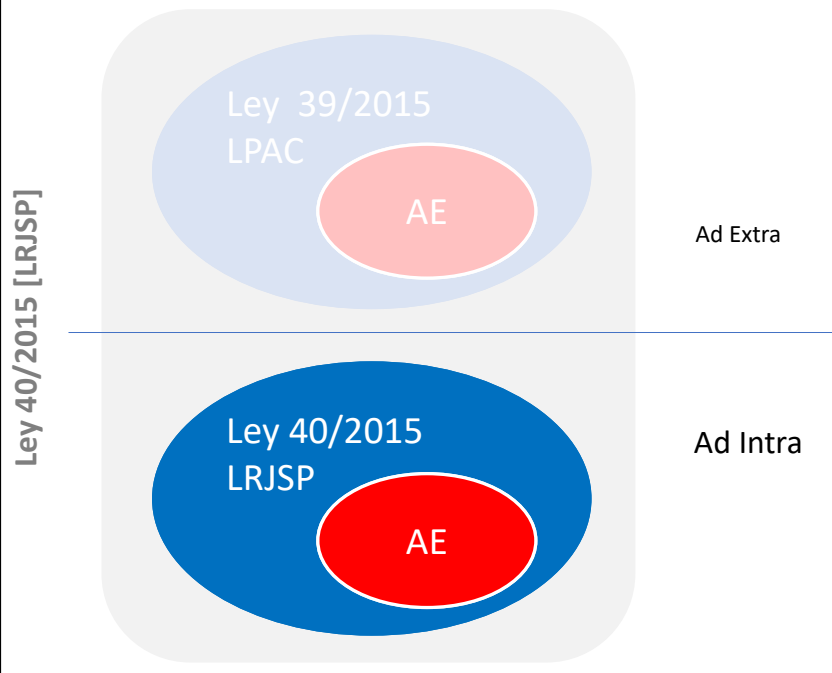 Ley 40/2015 [LRJSP]
Ley 39/2015
LPAC
AE
Ad Extra
Ley 40/2015
LRJSP
AE
Ad Intra